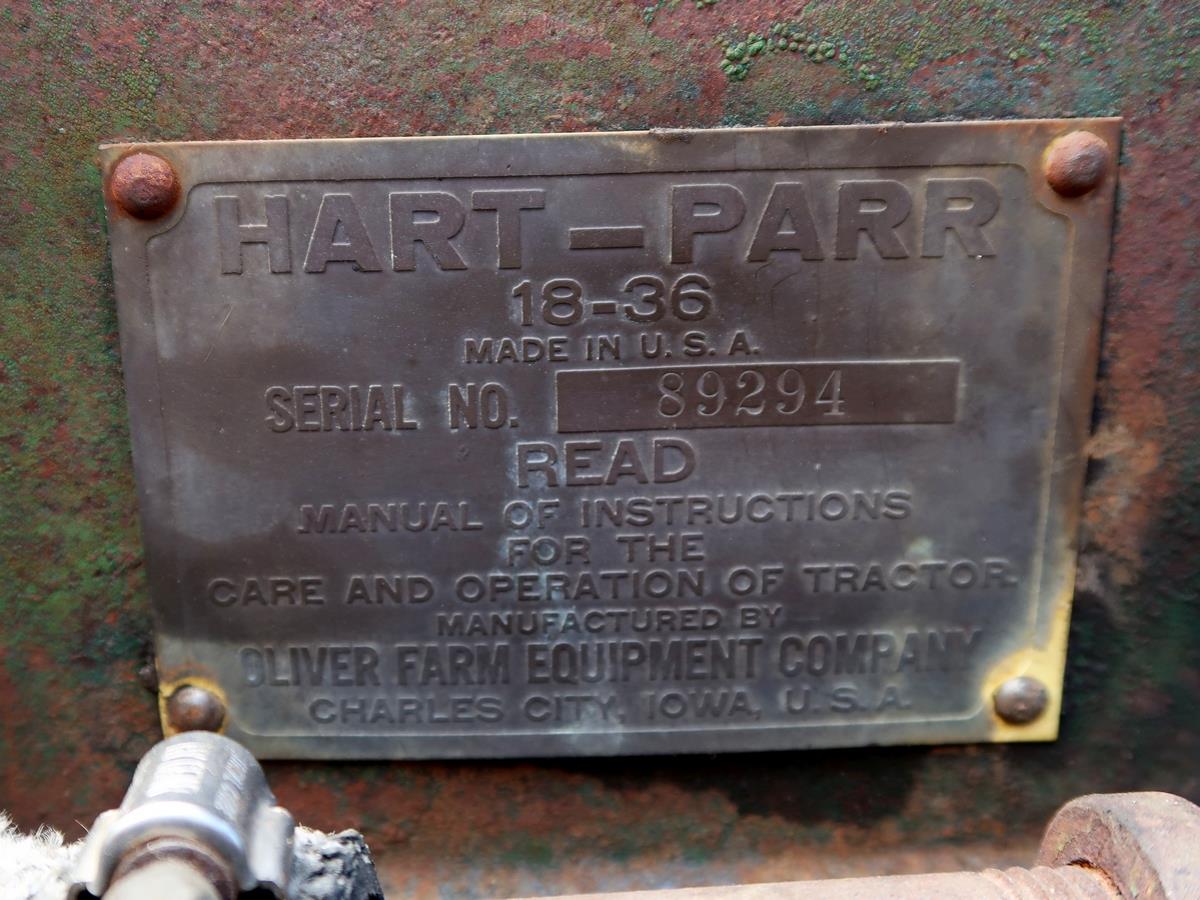 HART-PARR
18-36
MADE IN U.S.A.
SERIAL NO. 89294
READ
MANUAL OF INSTRUCTIONS
FOR THE
CARE AND OPERATION OF TRACTOR.
MANUFACTURED BY
OLIVER FARM EQUIPMENT COMPANY
CHARLES CITY, IOWA, U.S.A.